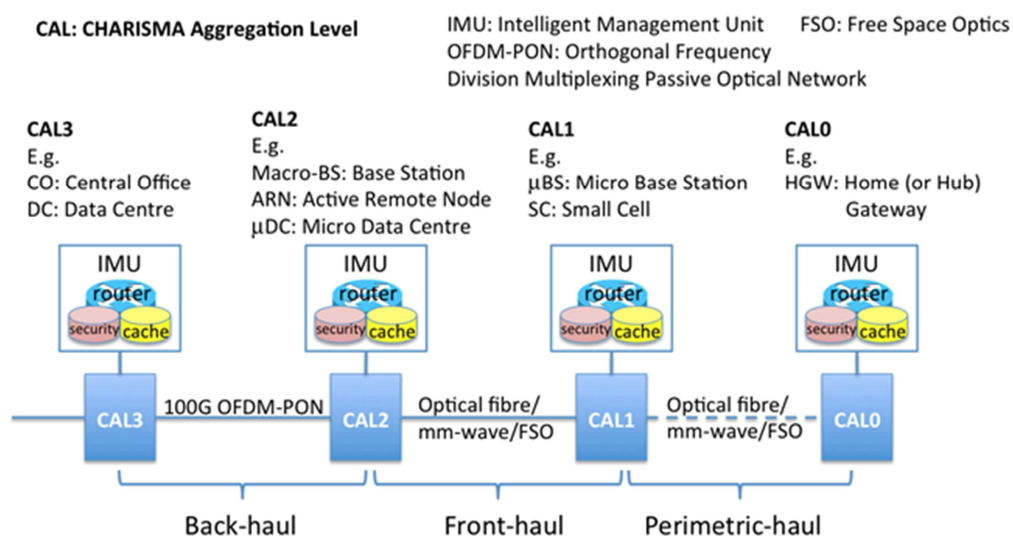 CAL: CHARISMA Aggregation Level
IMU: Intelligent Management Unit
FSO: Free Space Optics
OFDM-PON: Orthogonal Frequency
Division Multiplexing Passive Optical Network
CAL3
E.g.
CO: Central Office
DC: Data Centre
CAL2
E.g.
Macro-BS: Base Station
ARN: Active Remote Node
μDC: Micro Data Centre
CAL1
E.g.
μBS: Micro Base Station
SC: Small Cell
CAL0
E.g.
HGW: Home (or Hub)
Gateway
IMU
router
security
cache
IMU
router
security
cache
IMU
router
security
cache
IMU
router
security
cache
CAL3
100G OFDM-PON
CAL2
Optical fibre/
mm-wave/FSO
CAL1
Optical fibre/
mm-wave/FSO
CAL0
Back-haul
Front-haul
Perimetric-haul